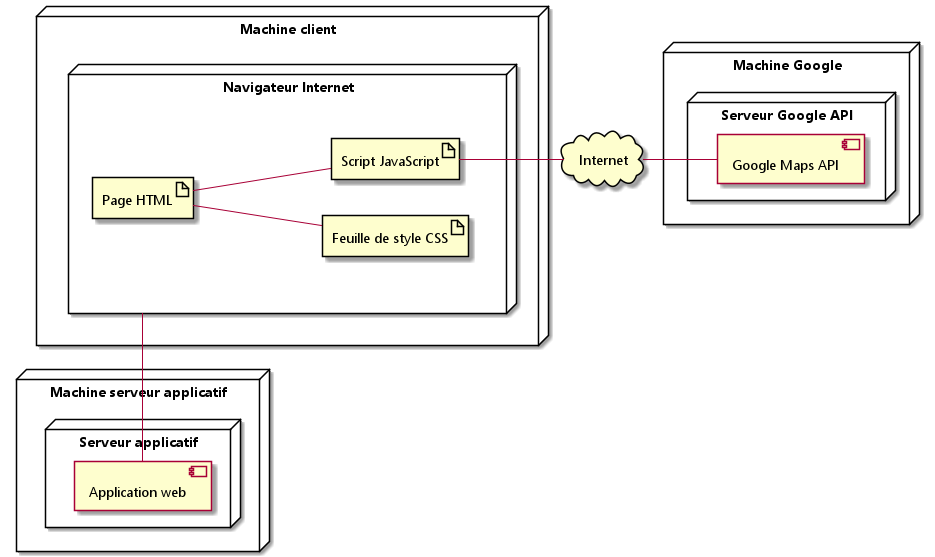 Machine client
Navigateur Internet
Script JavaScript
Page HTML
Feuille de style CSS
Internet
Machine Google
Serveur Google API
Google Maps API
Machine serveur applicatif
Serveur applicatif
Application web